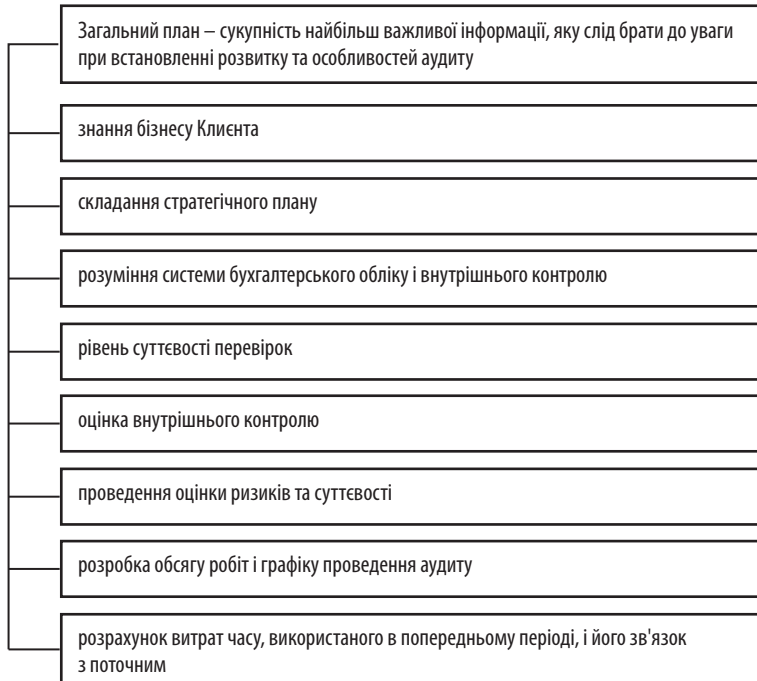 Загальний план – сукупність найбільш важливої інформації, яку слід брати до уваги
при встановленні розвитку та особливостей аудиту
знання бізнесу Клиєнта
складання стратегічного плану
розуміння системи бухгалтерського обліку і внутрішнього контролю
рівень суттєвості перевірок
оцінка внутрішнього контролю
проведення оцінки ризиків та суттєвості
розробка обсягу робіт і графіку проведення аудиту
розрахунок витрат часу, використаного в попередньому періоді, і його зв'язок
з поточним